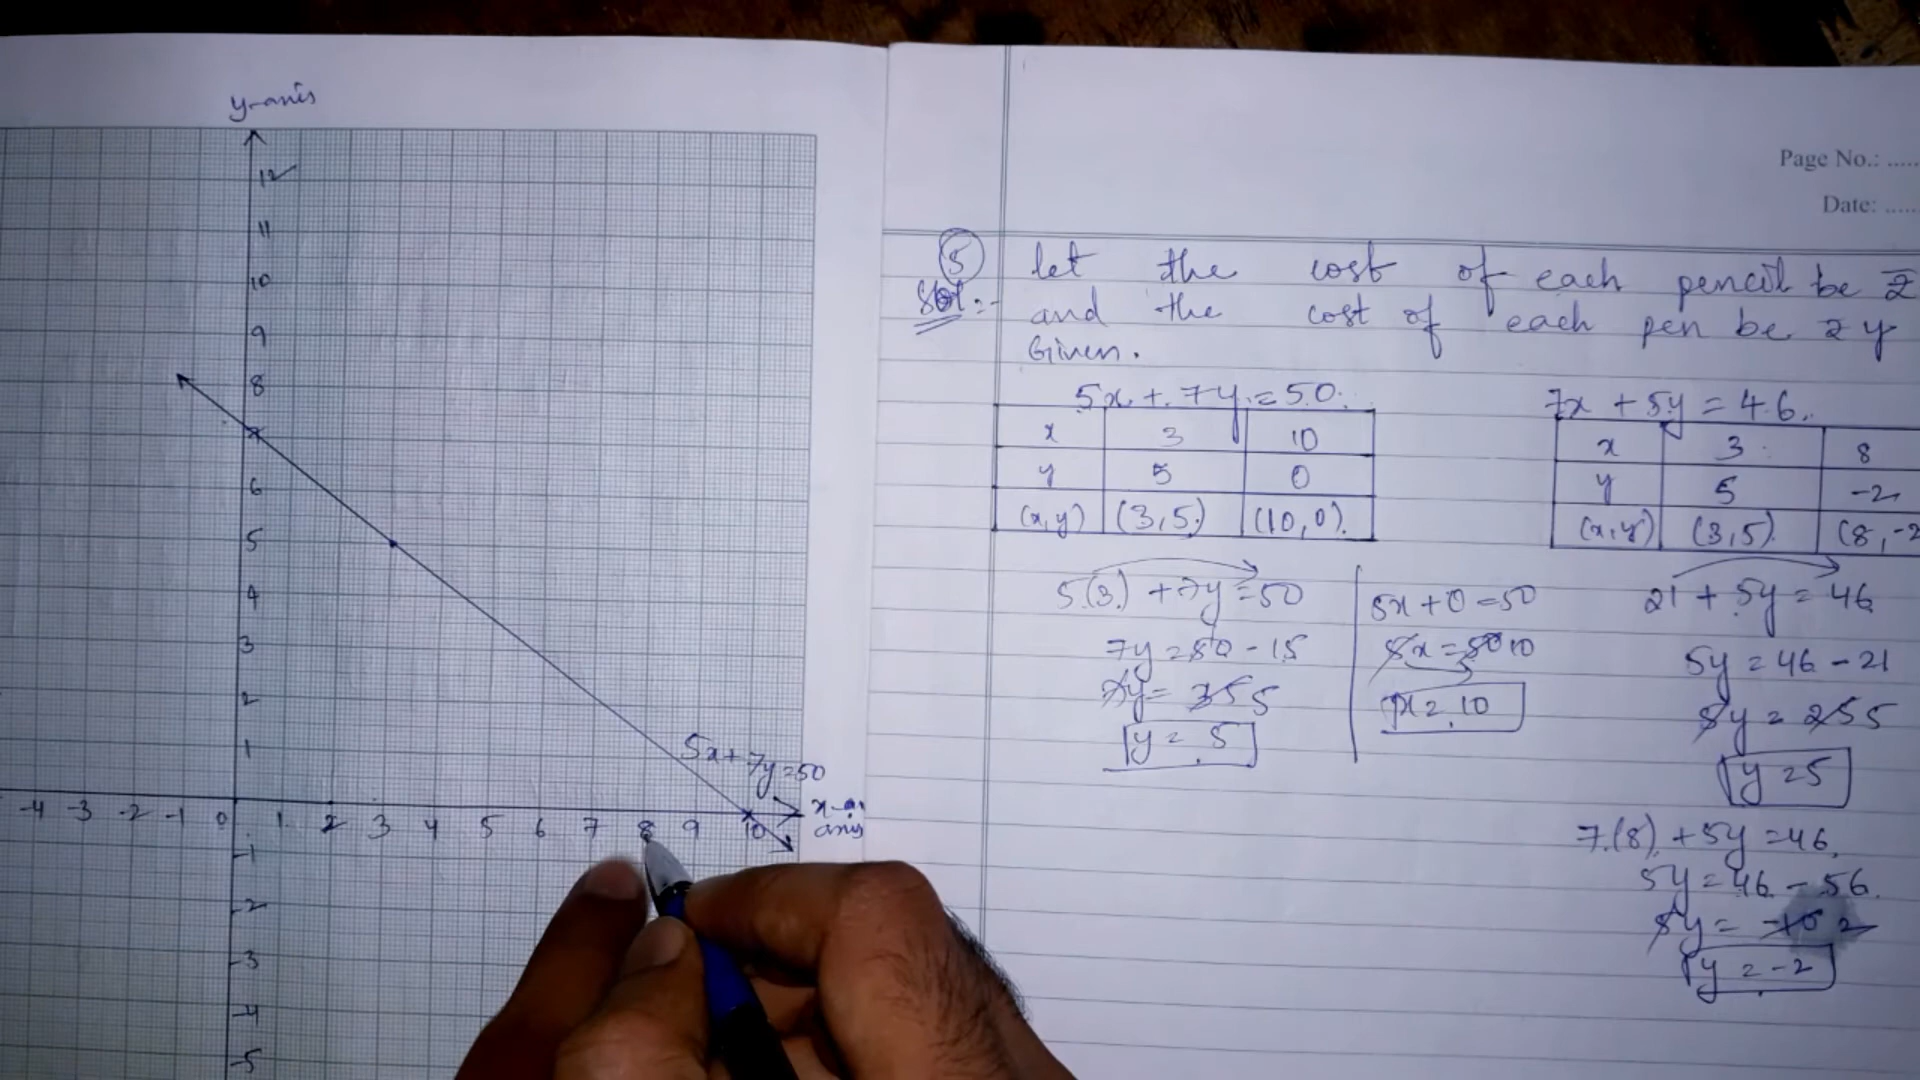 y-axis
12
11
10
9
8
7
6
5
4
3
2
1
5x+7y=50
-4 -3 -2 -1 0 1 2 3 4 5 6 7 8 9 10
x-
axis
-1
-2
-3
-4
-5
Page No.: .....
Date: .....
5 let the cost of each pencil be ₹
Sol:- and the cost of each pen be ₹ y
Given.
5x+7y=50.
x 3 10
y 5 0
(x,y) (3,5) (10,0).
5(3)+7y=50
7y=50-15
7y=35 5
y=5
5x+0=50
5x=50 10
x=10
7x+5y=46.
x 3 8
y 5 -2
(x,y) (3,5) (8,-2
21+5y=46
5y=46-21
5y=25 5
y=5
7(8)+5y=46
5y=46-56.
5y=-10 2
y=-2